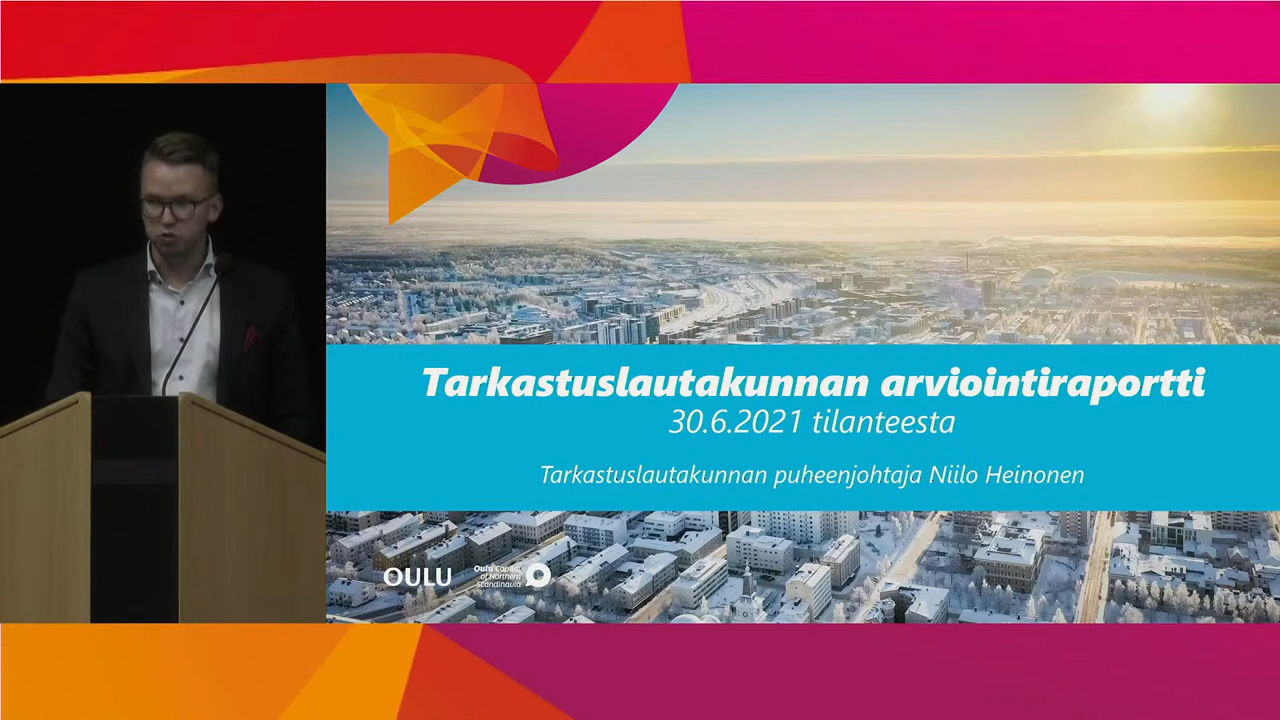 Tarkastuslautakunnan arviointiraportti
30.6.2021 tilanteesta
Tarkastuslautakunnan puheenjohtaja Niilo Heinonen
OULU
Oulu Capital
of Northern
Scandinavia